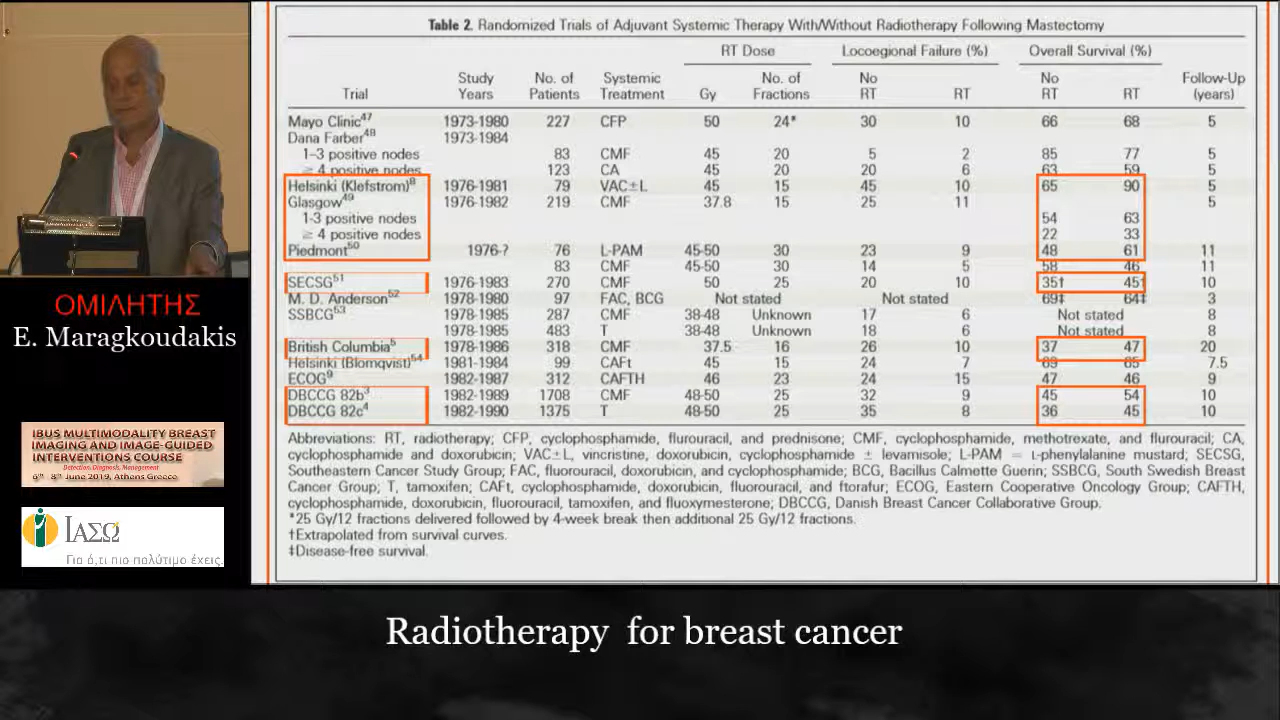 Table 2. Randomized Trials of Adjuvant Systemic Therapy With/Without Radiotherapy Following Mastectomy
RT Dose Locoegional Failure (%) Overall Survival (%)
Trial Study Years No. of Patients Systemic Treatment Gy No. of Fractions No RT RT No RT RT Follow-Up (years)
Mayo Clinic47 1973-1980 227 CFP 50 24* 30 10 66 68 5
Dana Farber48 1973-1984
1-3 positive nodes 83 CMF 45 20 5 2 85 77 5
≥ 4 positive nodes 123 CA 45 20 20 6 63 59 5
Helsinki (Klefstrom)8 1976-1981 79 VAC±L 45 15 45 10 65 90 5
Glasgow49 1976-1982 219 CMF 37.8 15 25 11 5
1-3 positive nodes 54 63
≥ 4 positive nodes 22 33
Piedmont50 1976-? 76 L-PAM 45-50 30 23 9 48 61 11
83 CMF 45-50 30 14 5 58 46 11
SECSG51 1976-1983 270 CMF 50 25 20 10 35† 45† 10
M. D. Anderson52 1978-1980 97 FAC, BCG Not stated Not stated 69‡ 64‡ 3
SSBCG53 1978-1985 287 CMF 38-48 Unknown 17 6 Not stated 8
1978-1985 483 T 38-48 Unknown 18 6 Not stated 8
British Columbia5 1978-1986 318 CMF 37.5 16 26 10 37 47 20
Helsinki (Blomqvist)54 1981-1984 99 CAFt 45 15 24 7 69 65 7.5
ECOG9 1982-1987 312 CAFTH 46 23 24 15 47 46 9
DBCCG 82b3 1982-1989 1708 CMF 48-50 25 32 9 45 54 10
DBCCG 82c4 1982-1990 1375 T 48-50 25 35 8 36 45 10
Abbreviations: RT, radiotherapy; CFP, cyclophosphamide, flurouracil, and prednisone; CMF, cyclophosphamide, methotrexate, and flurouracil; CA,
cyclophosphamide and doxorubicin; VAC±L, vincristine, doxorubicin, cyclophosphamide ± levamisole; L-PAM = L-phenylalanine mustard; SECSG,
Southeastern Cancer Study Group; FAC, fluorouracil, doxorubicin, and cyclophosphamide; BCG, Bacillus Calmette Guerin; SSBCG, South Swedish Breast
Cancer Group; T, tamoxifen; CAFt, cyclophosphamide, doxorubicin, fluorouracil, and ftorafur; ECOG, Eastern Cooperative Oncology Group; CAFTH,
cyclophosphamide, doxorubicin, fluorouracil, tamoxifen, and fluoxymesterone; DBCCG, Danish Breast Cancer Collaborative Group.
*25 Gy/12 fractions delivered followed by 4-week break then additional 25 Gy/12 fractions.
†Extrapolated from survival curves.
‡Disease-free survival.
ΟΜΙΛΗΤΗΣ
E. Maragkoudakis
IBUS MULTIMODALITY BREAST
IMAGING AND IMAGE-GUIDED
INTERVENTIONS COURSE
Detection, Diagnosis, Management
6th - 8th June 2019, Athens Greece
ΙΑΣΩ
Για ό,τι πιο πολύτιμο έχεις.
Radiotherapy for breast cancer